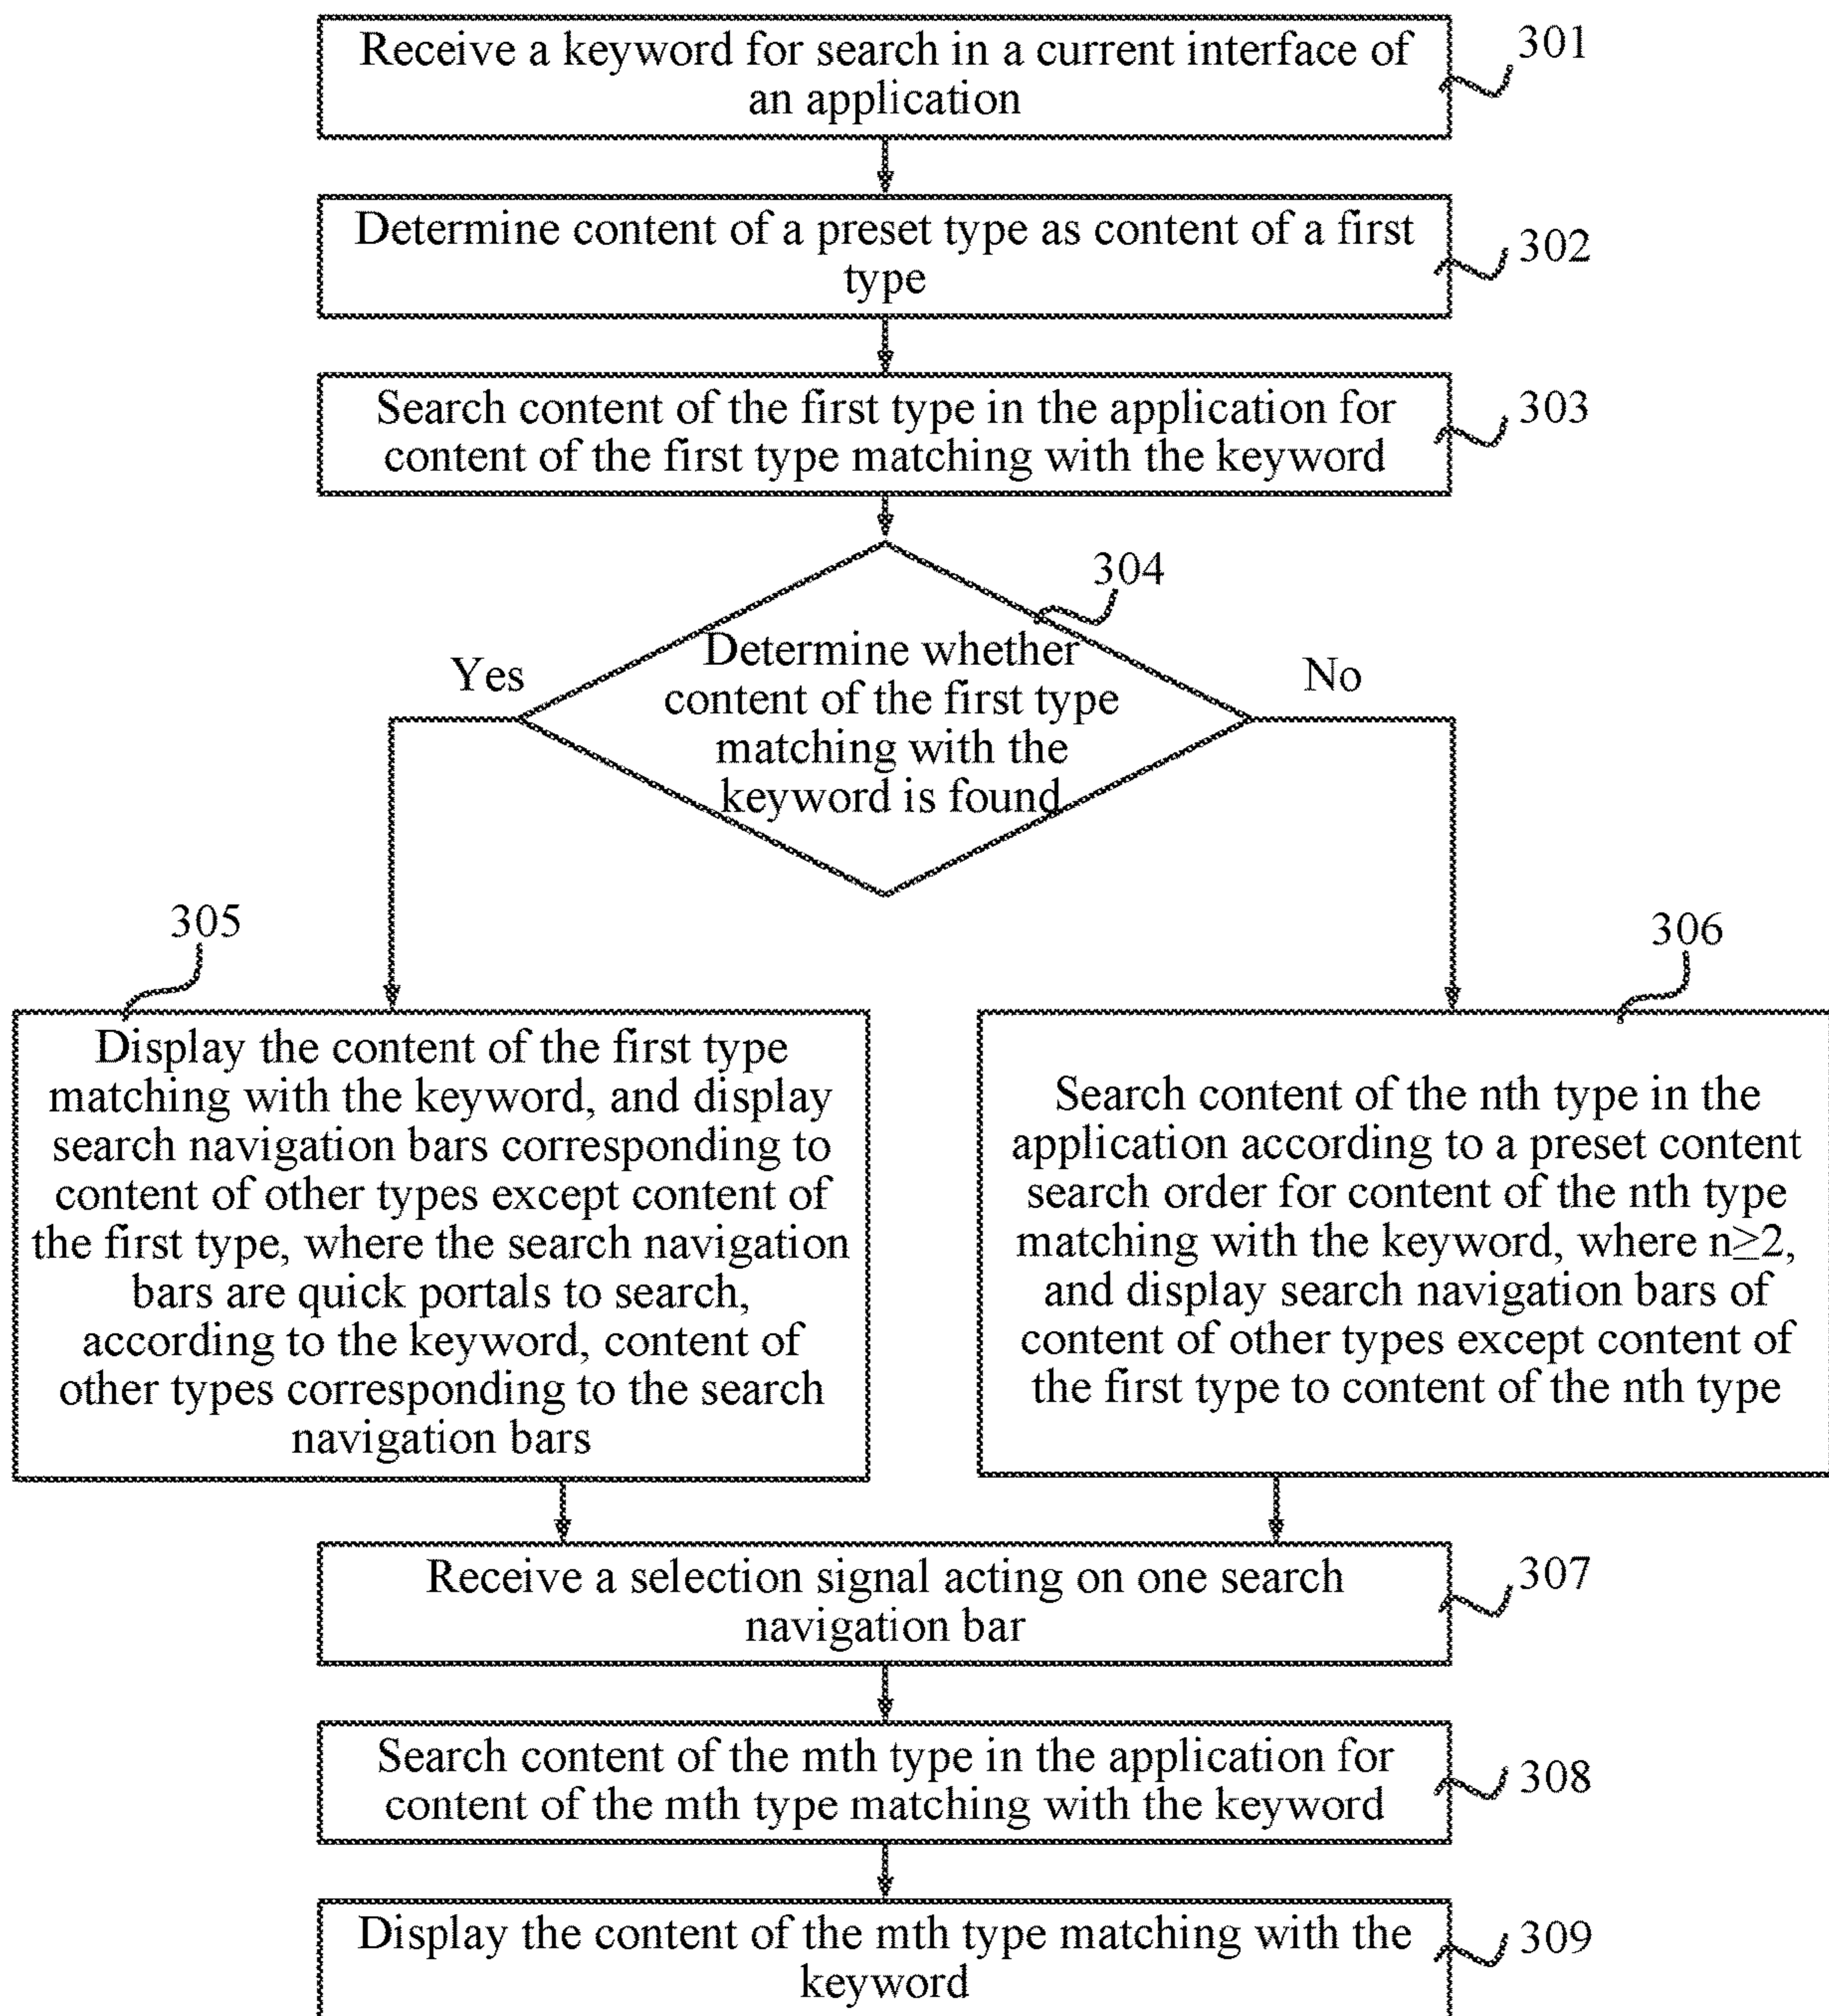 Receive a keyword for search in a current interface of
an application
301
Determine content of a preset type as content of a first
type
302
Search content of the first type in the application for
content of the first type matching with the keyword
303
304
Determine whether
content of the first type
matching with the
keyword is found
Yes
No
305
Display the content of the first type
matching with the keyword, and display
search navigation bars corresponding to
content of other types except content of
the first type, where the search navigation
bars are quick portals to search,
according to the keyword, content of
other types corresponding to the search
navigation bars
306
Search content of the nth type in the
application according to a preset content
search order for content of the nth type
matching with the keyword, where n≥2,
and display search navigation bars of
content of other types except content of
the first type to content of the nth type
Receive a selection signal acting on one search
navigation bar
307
Search content of the mth type in the application for
content of the mth type matching with the keyword
308
Display the content of the mth type matching with the
keyword
309